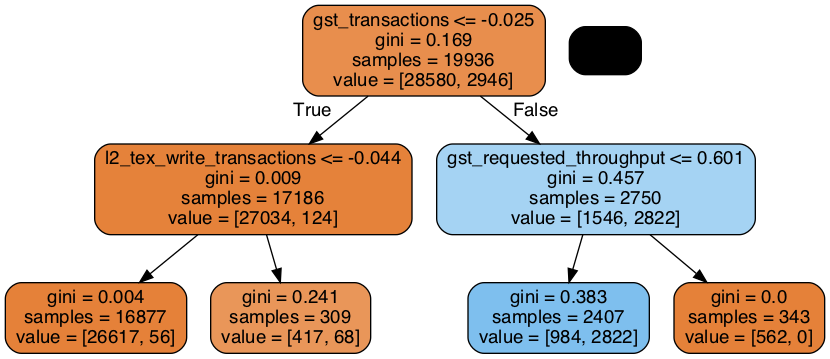 gst_transactions <= -0.025
gini = 0.169
samples = 19936
value = [28580, 2946]
True
False
l2_tex_write_transactions <= -0.044
gini = 0.009
samples = 17186
value = [27034, 124]
gst_requested_throughput <= 0.601
gini = 0.457
samples = 2750
value = [1546, 2822]
gini = 0.004
samples = 16877
value = [26617, 56]
gini = 0.241
samples = 309
value = [417, 68]
gini = 0.383
samples = 2407
value = [984, 2822]
gini = 0.0
samples = 343
value = [562, 0]